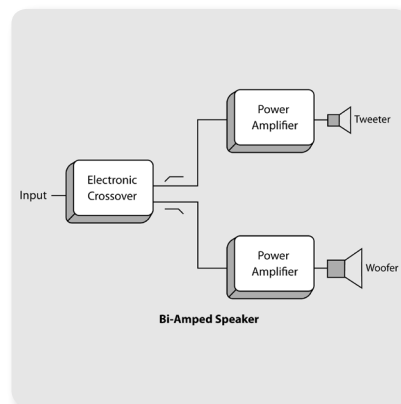 Power
Amplifier
Tweeter
Electronic
Crossover
Input
Power
Amplifier
Woofer
Bi-Amped Speaker